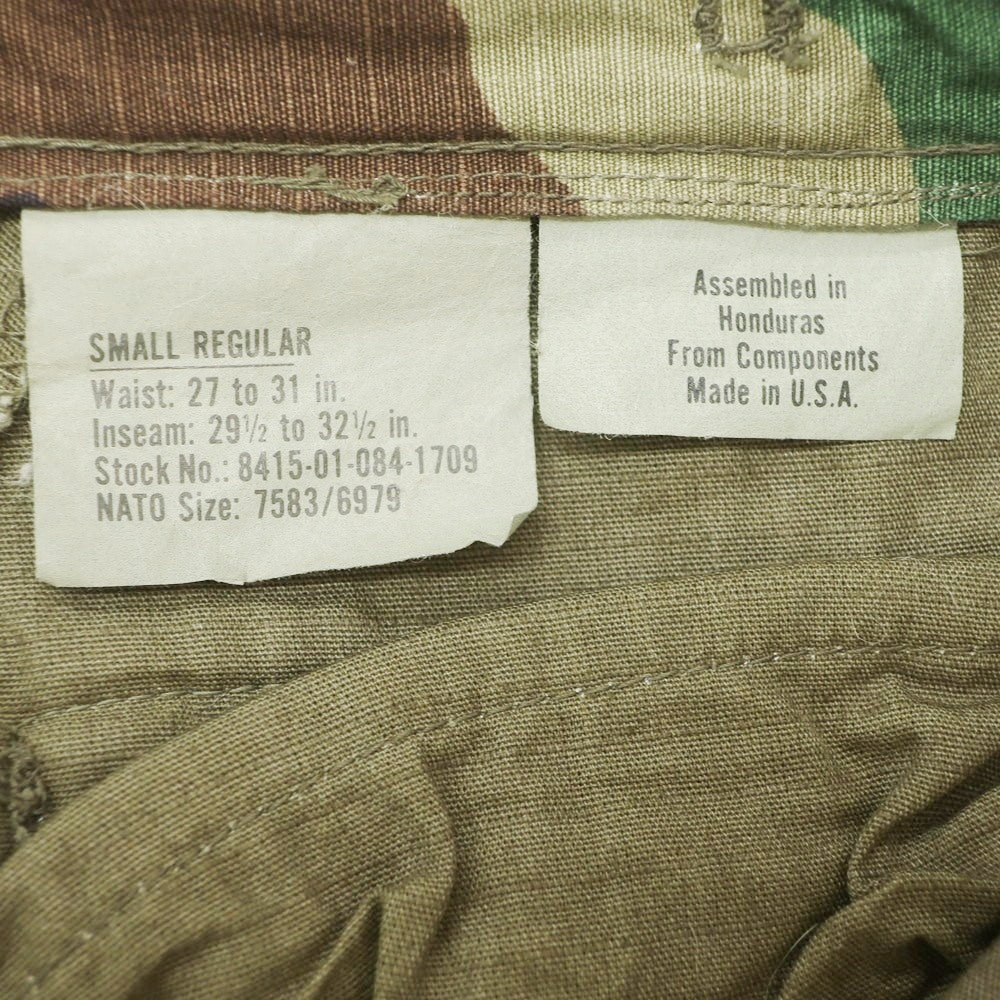 SMALL REGULAR
Waist: 27 to 31 in.
Inseam: 29½ to 32½ in.
Stock No.: 8415-01-084-1709
NATO Size: 7583/6979
Assembled in
Honduras
From Components
Made in U.S.A.